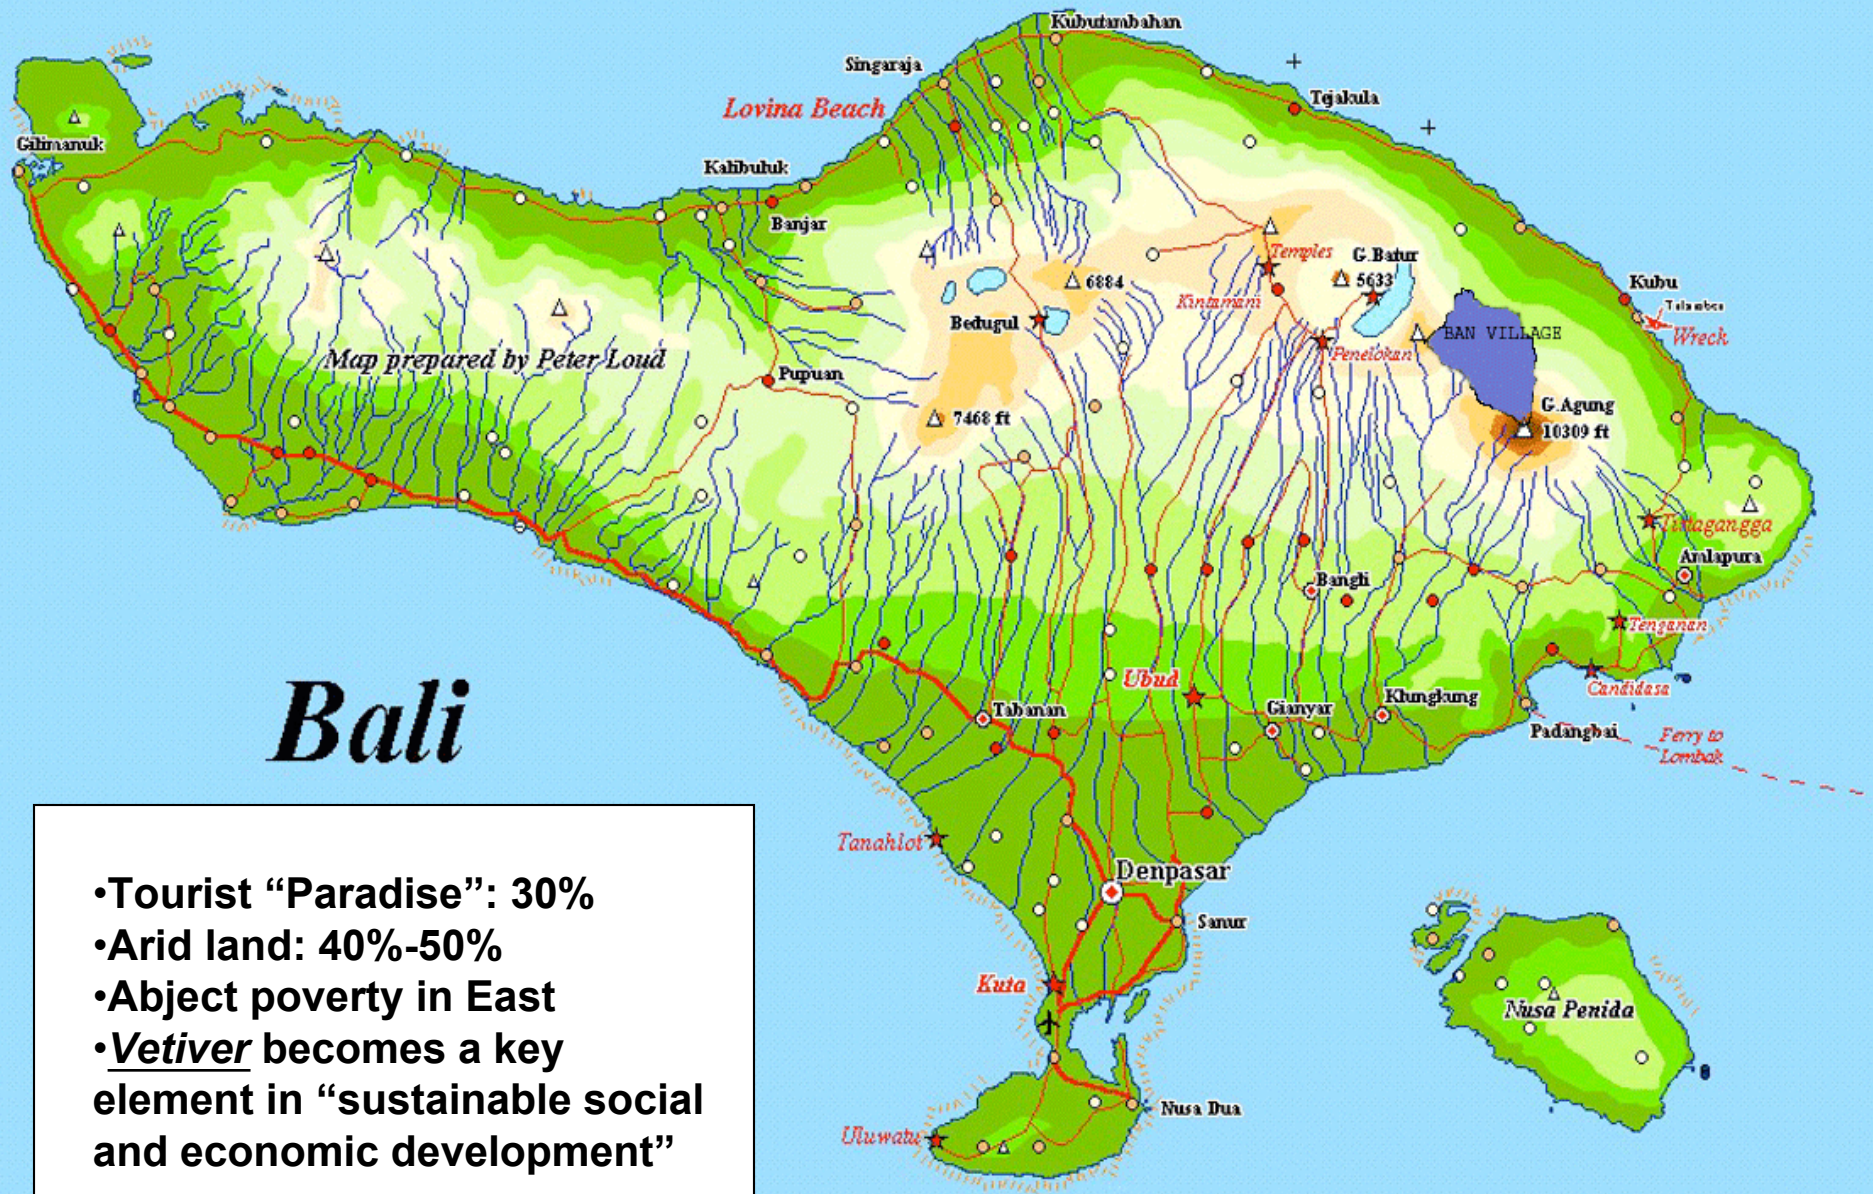 Kubutambahan
Singaraja
Lovina Beach
Tejakula
Gilimanuk
Kalibukuk
Banjar
Temples
G.Batur
5633
6884
Kintamani
Kubu
Tulamben
Wreck
Bedugul
BAN VILLAGE
Penelokan
Map prepared by Peter Loud
Pupuan
7468 ft
G.Agung
10309 ft
Tirtagangga
Amlapura
Bangli
Tenganan
Ubud
Candidasa
Bali
Tabanan
Gianyar
Klungkung
Padangbai
Ferry to
Lombak
Tanahlot
Denpasar
Sanur
Kuta
Nusa Penida
Nusa Dua
Uluwatu
•Tourist “Paradise”: 30%
•Arid land: 40%-50%
•Abject poverty in East
•Vetiver becomes a key
element in “sustainable social
and economic development”